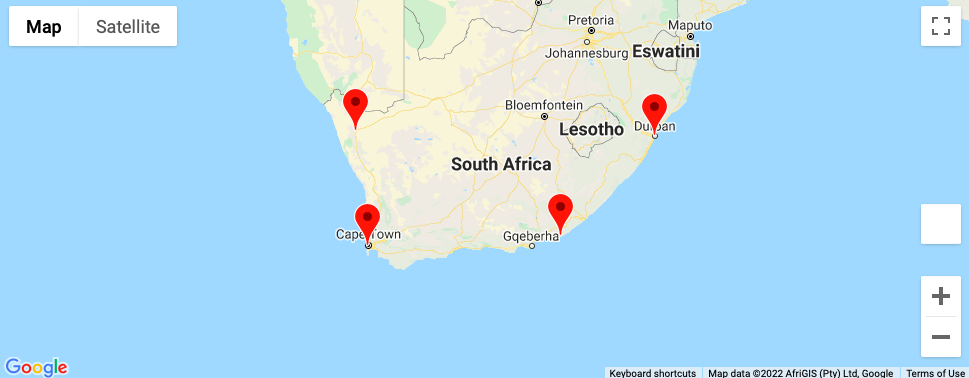 Map Satellite
Pretoria
Maputo
Johannesburg
Eswatini
Bloemfontein
Durban
Lesotho
South Africa
Cape Town
Gqeberha
Google
Keyboard shortcuts Map data ©2022 AfriGIS (Pty) Ltd, Google Terms of Use